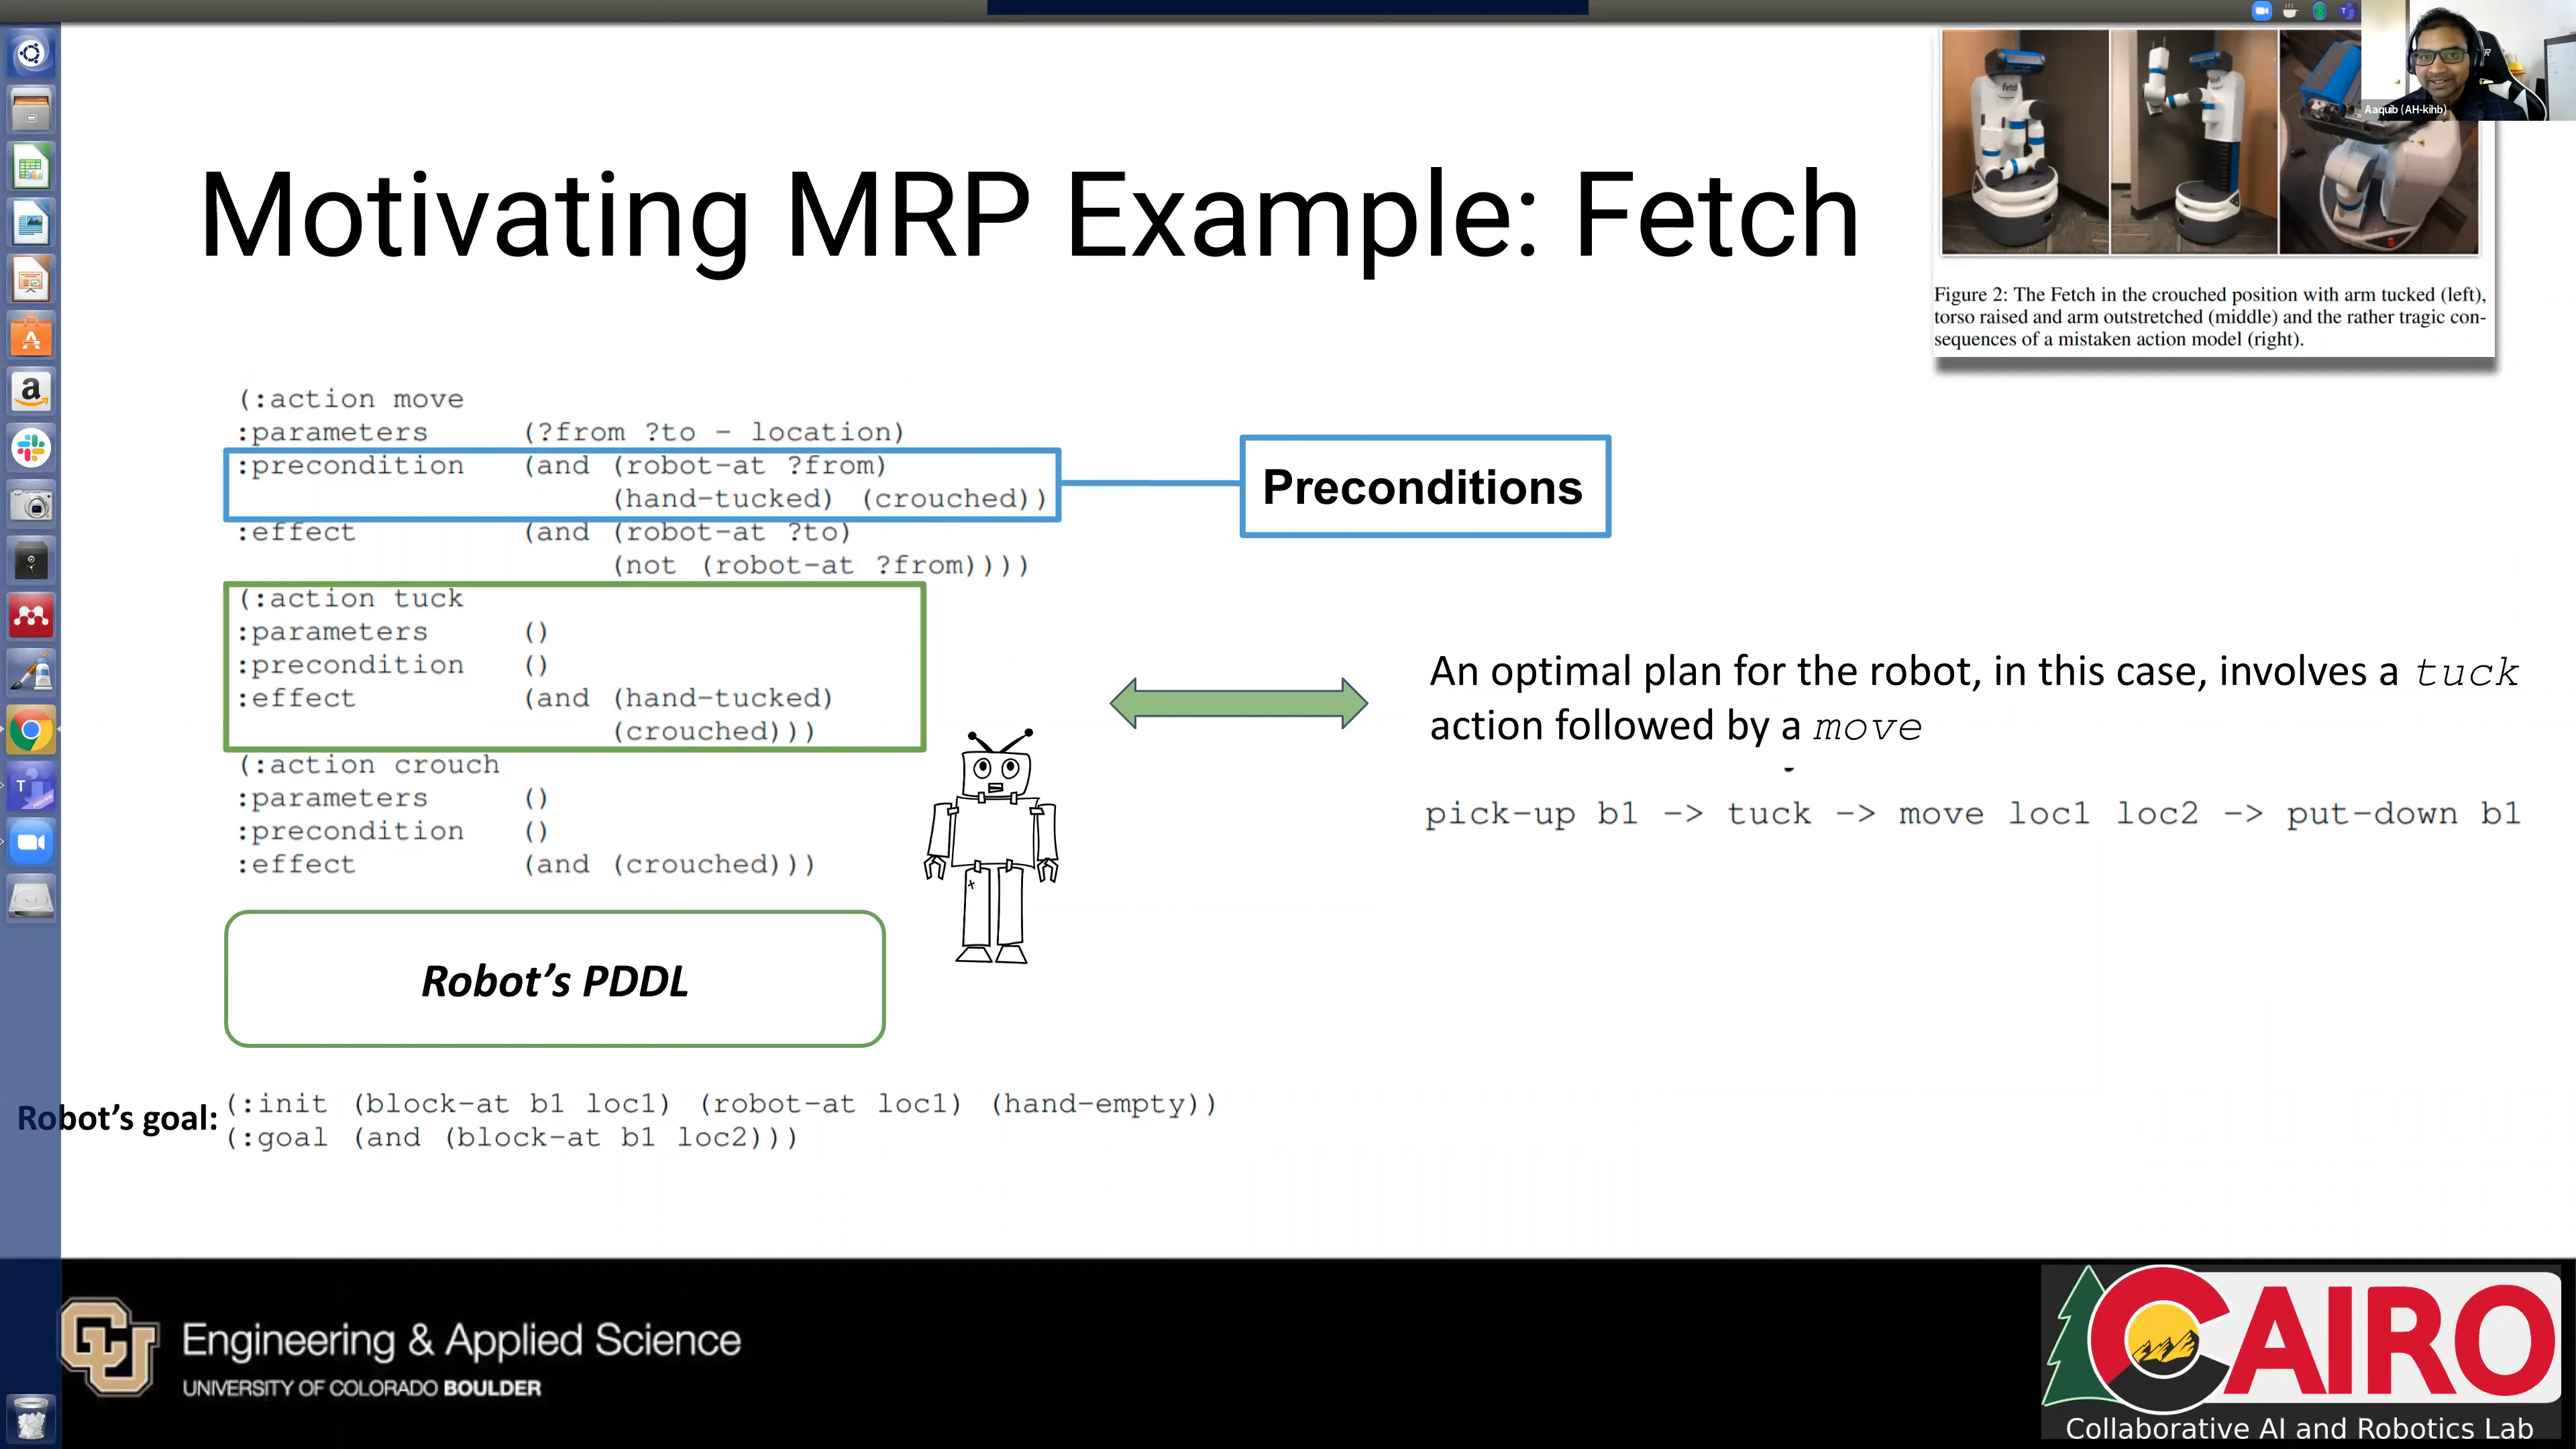 Aaquib (AH-kihb)
Motivating MRP Example: Fetch
Figure 2: The Fetch in the crouched position with arm tucked (left),
torso raised and arm outstretched (middle) and the rather tragic con-
sequences of a mistaken action model (right).
(:action move
:parameters (?from ?to - location)
:precondition (and (robot-at ?from)
(hand-tucked) (crouched))
:effect (and (robot-at ?to)
(not (robot-at ?from))))
Preconditions
(:action tuck
:parameters ()
:precondition ()
:effect (and (hand-tucked)
(crouched)))
(:action crouch
:parameters ()
:precondition ()
:effect (and (crouched)))
An optimal plan for the robot, in this case, involves a tuck
action followed by a move
pick-up b1 -> tuck -> move loc1 loc2 -> put-down b1
Robot's PDDL
Robot's goal:
(:init (block-at b1 loc1) (robot-at loc1) (hand-empty))
(:goal (and (block-at b1 loc2)))
CU
Engineering & Applied Science
UNIVERSITY OF COLORADO BOULDER
CAIRO
Collaborative AI and Robotics Lab